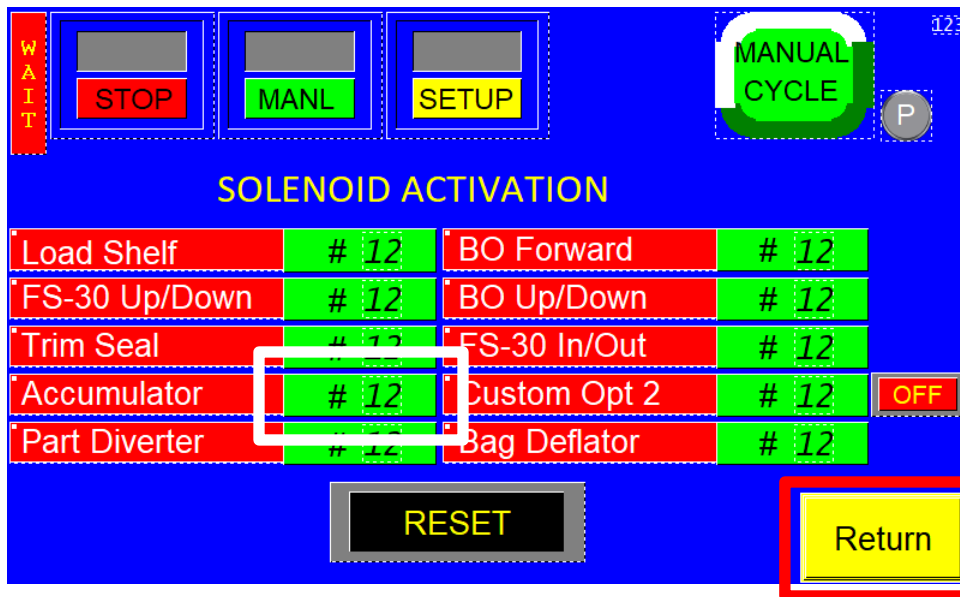 WAIT
STOP
MANL
SETUP
MANUAL
CYCLE
P
123
SOLENOID ACTIVATION
Load Shelf # 12 BO Forward # 12
FS-30 Up/Down # 12 BO Up/Down # 12
Trim Seal # 12 FS-30 In/Out # 12
Accumulator # 12 Custom Opt 2 # 12 OFF
Part Diverter # 12 Bag Deflator # 12
RESET
Return